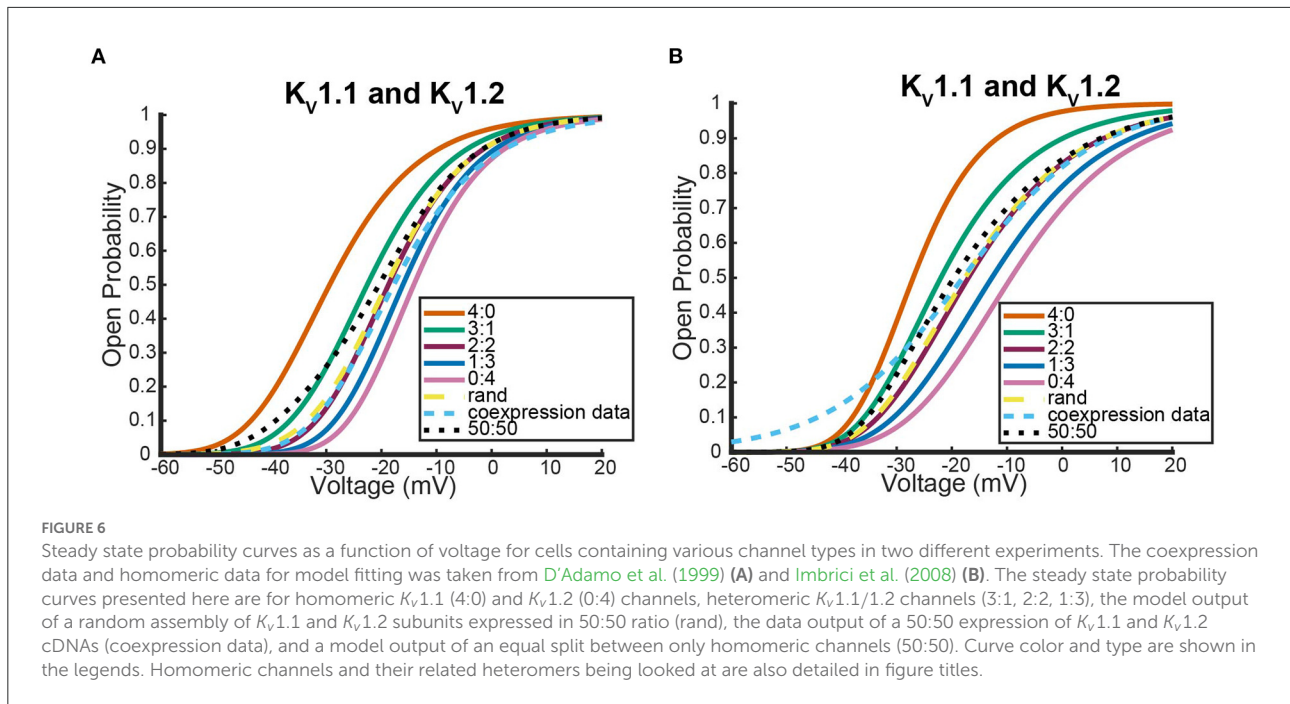 A
K_V1.1 and K_V1.2
Open Probability
1
0.9
0.8
0.7
0.6
0.5
0.4
0.3
0.2
0.1
0
-60 -50 -40 -30 -20 -10 0 10 20
Voltage (mV)
4:0
3:1
2:2
1:3
0:4
rand
coexpression data
50:50
B
K_V1.1 and K_V1.2
Open Probability
1
0.9
0.8
0.7
0.6
0.5
0.4
0.3
0.2
0.1
0
-60 -50 -40 -30 -20 -10 0 10 20
Voltage (mV)
4:0
3:1
2:2
1:3
0:4
rand
coexpression data
50:50
FIGURE 6
Steady state probability curves as a function of voltage for cells containing various channel types in two different experiments. The coexpression
data and homomeric data for model fitting was taken from D'Adamo et al. (1999) (A) and Imbrici et al. (2008) (B). The steady state probability
curves presented here are for homomeric K_v1.1 (4:0) and K_v1.2 (0:4) channels, heteromeric K_v1.1/1.2 channels (3:1, 2:2, 1:3), the model output
of a random assembly of K_v1.1 and K_v1.2 subunits expressed in 50:50 ratio (rand), the data output of a 50:50 expression of K_v1.1 and K_v1.2
cDNAs (coexpression data), and a model output of an equal split between only homomeric channels (50:50). Curve color and type are shown in
the legends. Homomeric channels and their related heteromers being looked at are also detailed in figure titles.